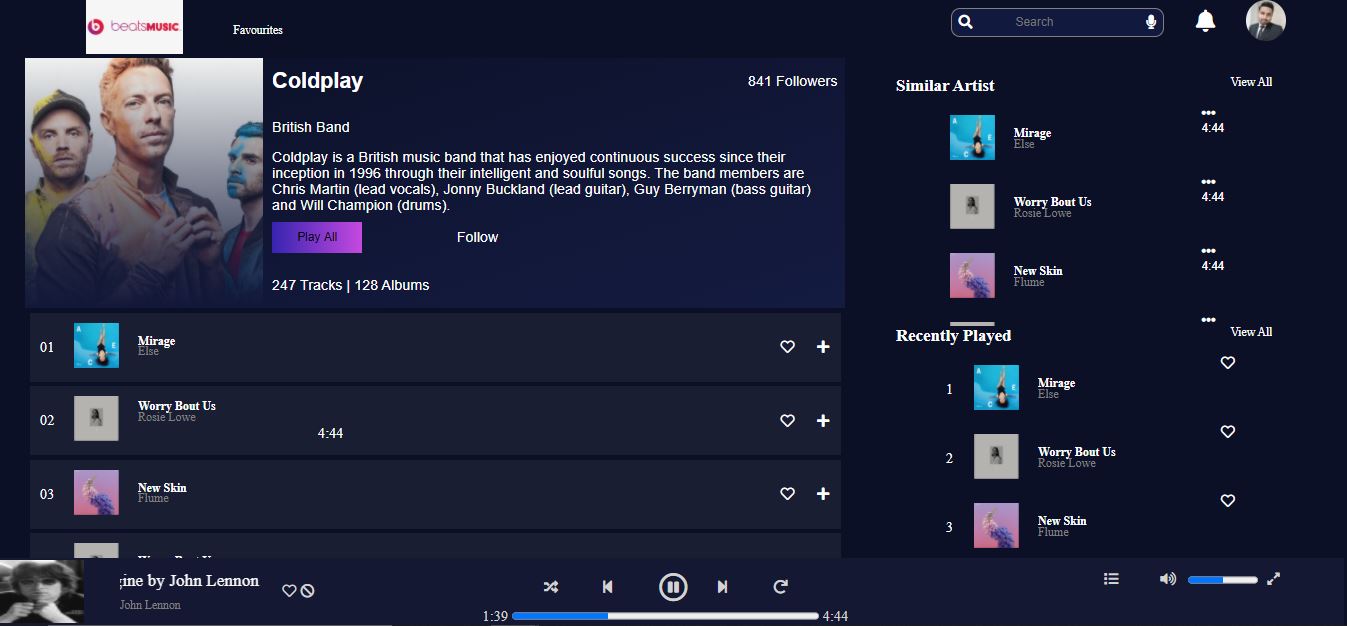 beatsMUSIC
Favourites
Search
Coldplay
841 Followers
British Band
Coldplay is a British music band that has enjoyed continuous success since their
inception in 1996 through their intelligent and soulful songs. The band members are
Chris Martin (lead vocals), Jonny Buckland (lead guitar), Guy Berryman (bass guitar)
and Will Champion (drums).
Play All
Follow
247 Tracks | 128 Albums
01
A
E
C
Mirage
Else
02
Worry Bout Us
Rosie Lowe
4:44
03
New Skin
Flume
Similar Artist
View All
A
E
C
Mirage
Else
4:44
Worry Bout Us
Rosie Lowe
4:44
New Skin
Flume
4:44
Recently Played
View All
1
A
E
C
Mirage
Else
2
Worry Bout Us
Rosie Lowe
3
New Skin
Flume
gine by John Lennon
John Lennon
1:39
4:44